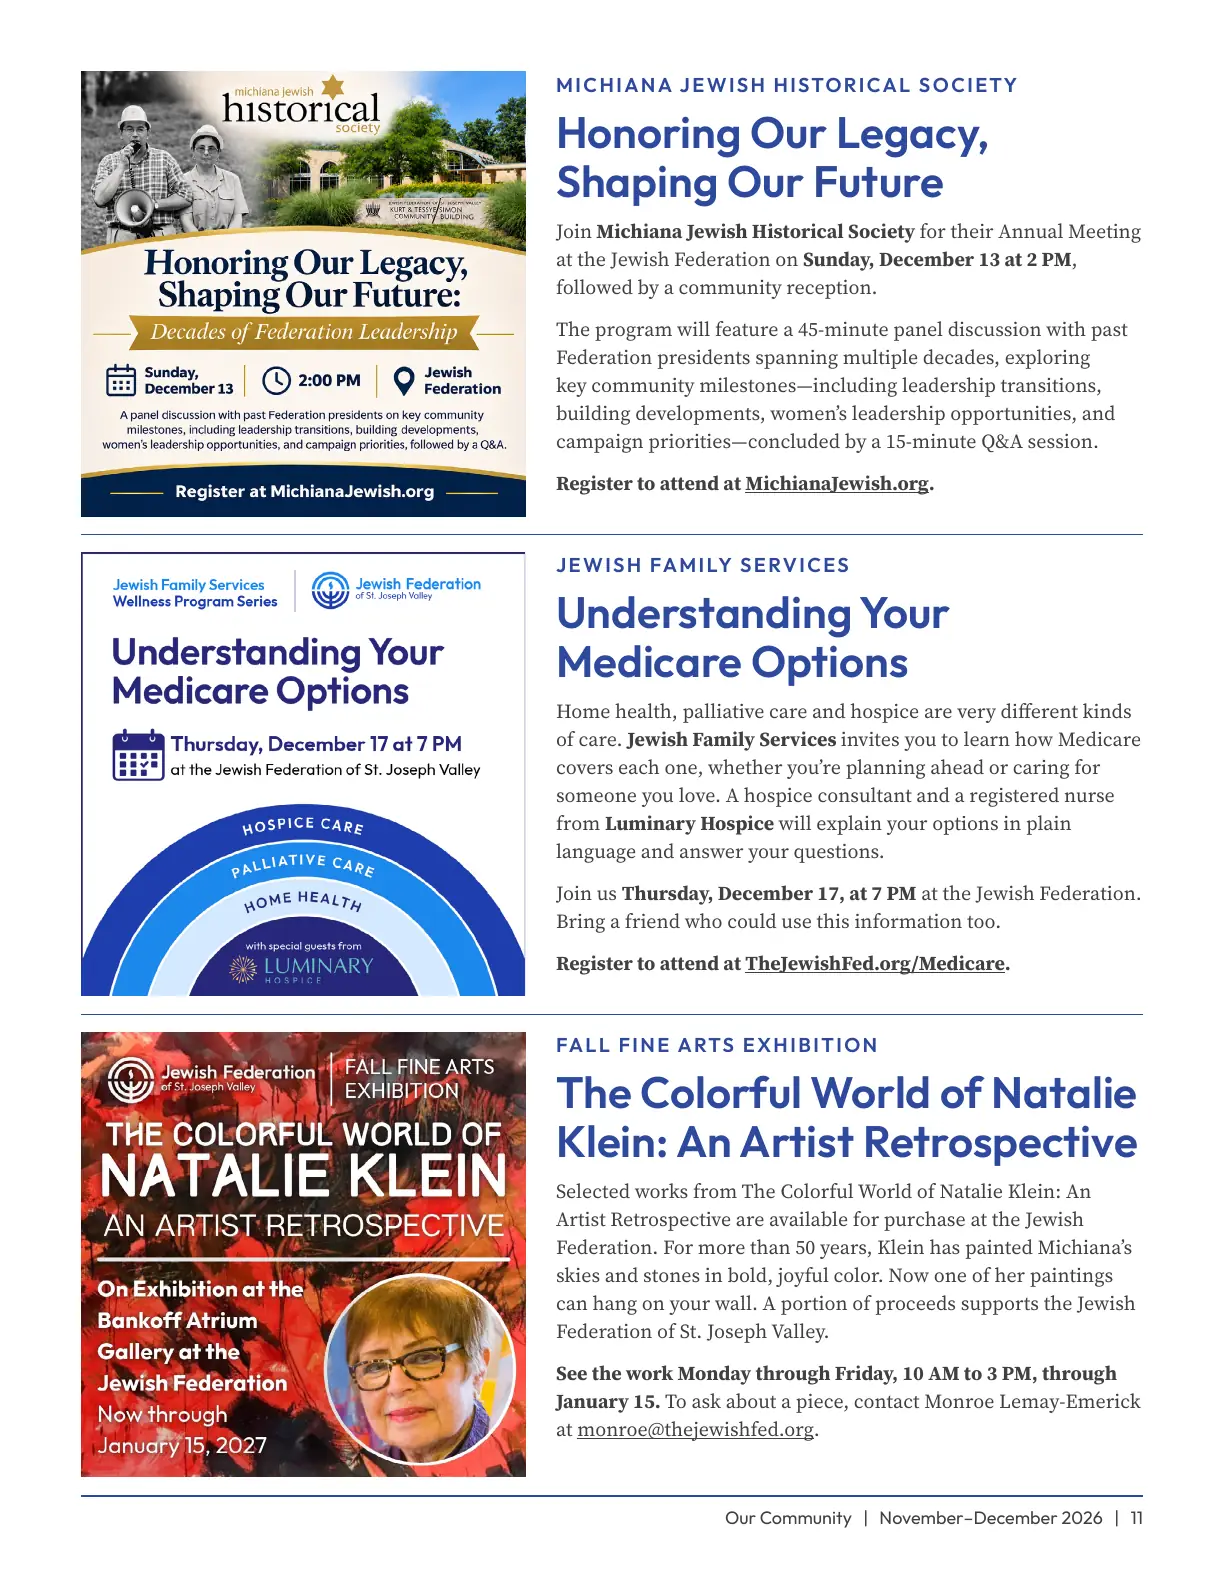 michiana jewish
historical
society
JEWISH FEDERATION OF ST. JOSEPH VALLEY
KURT & TESSYE SIMON
COMMUNITY BUILDING
Honoring Our Legacy,
Shaping Our Future:
Decades of Federation Leadership
Sunday,
December 13
2:00 PM
Jewish
Federation
A panel discussion with past Federation presidents on key community
milestones, including leadership transitions, building developments,
women's leadership opportunities, and campaign priorities, followed by a Q&A.
Register at MichianaJewish.org
MICHIANA JEWISH HISTORICAL SOCIETY
Honoring Our Legacy,
Shaping Our Future
Join Michiana Jewish Historical Society for their Annual Meeting
at the Jewish Federation on Sunday, December 13 at 2 PM,
followed by a community reception.
The program will feature a 45-minute panel discussion with past
Federation presidents spanning multiple decades, exploring
key community milestones—including leadership transitions,
building developments, women's leadership opportunities, and
campaign priorities—concluded by a 15-minute Q&A session.
Register to attend at MichianaJewish.org.
Jewish Family Services
Wellness Program Series
Jewish Federation
of St. Joseph Valley
Understanding Your
Medicare Options
Thursday, December 17 at 7 PM
at the Jewish Federation of St. Joseph Valley
HOSPICE CARE
PALLIATIVE CARE
HOME HEALTH
with special guests from
LUMINARY
HOSPICE
JEWISH FAMILY SERVICES
Understanding Your
Medicare Options
Home health, palliative care and hospice are very different kinds
of care. Jewish Family Services invites you to learn how Medicare
covers each one, whether you're planning ahead or caring for
someone you love. A hospice consultant and a registered nurse
from Luminary Hospice will explain your options in plain
language and answer your questions.
Join us Thursday, December 17, at 7 PM at the Jewish Federation.
Bring a friend who could use this information too.
Register to attend at TheJewishFed.org/Medicare.
Jewish Federation
of St. Joseph Valley
FALL FINE ARTS
EXHIBITION
THE COLORFUL WORLD OF
NATALIE KLEIN
AN ARTIST RETROSPECTIVE
On Exhibition at the
Bankoff Atrium
Gallery at the
Jewish Federation
Now through
January 15, 2027
FALL FINE ARTS EXHIBITION
The Colorful World of Natalie
Klein: An Artist Retrospective
Selected works from The Colorful World of Natalie Klein: An
Artist Retrospective are available for purchase at the Jewish
Federation. For more than 50 years, Klein has painted Michiana's
skies and stones in bold, joyful color. Now one of her paintings
can hang on your wall. A portion of proceeds supports the Jewish
Federation of St. Joseph Valley.
See the work Monday through Friday, 10 AM to 3 PM, through
January 15. To ask about a piece, contact Monroe Lemay-Emerick
at monroe@thejewishfed.org.
Our Community | November–December 2026 | 11